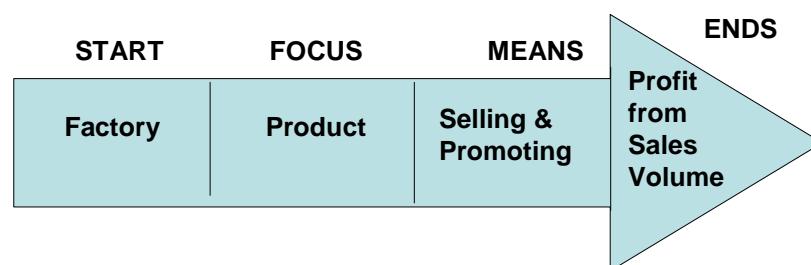 ENDS
START FOCUS MEANS
Factory
Product
Selling &
Promoting
Profit
from
Sales
Volume